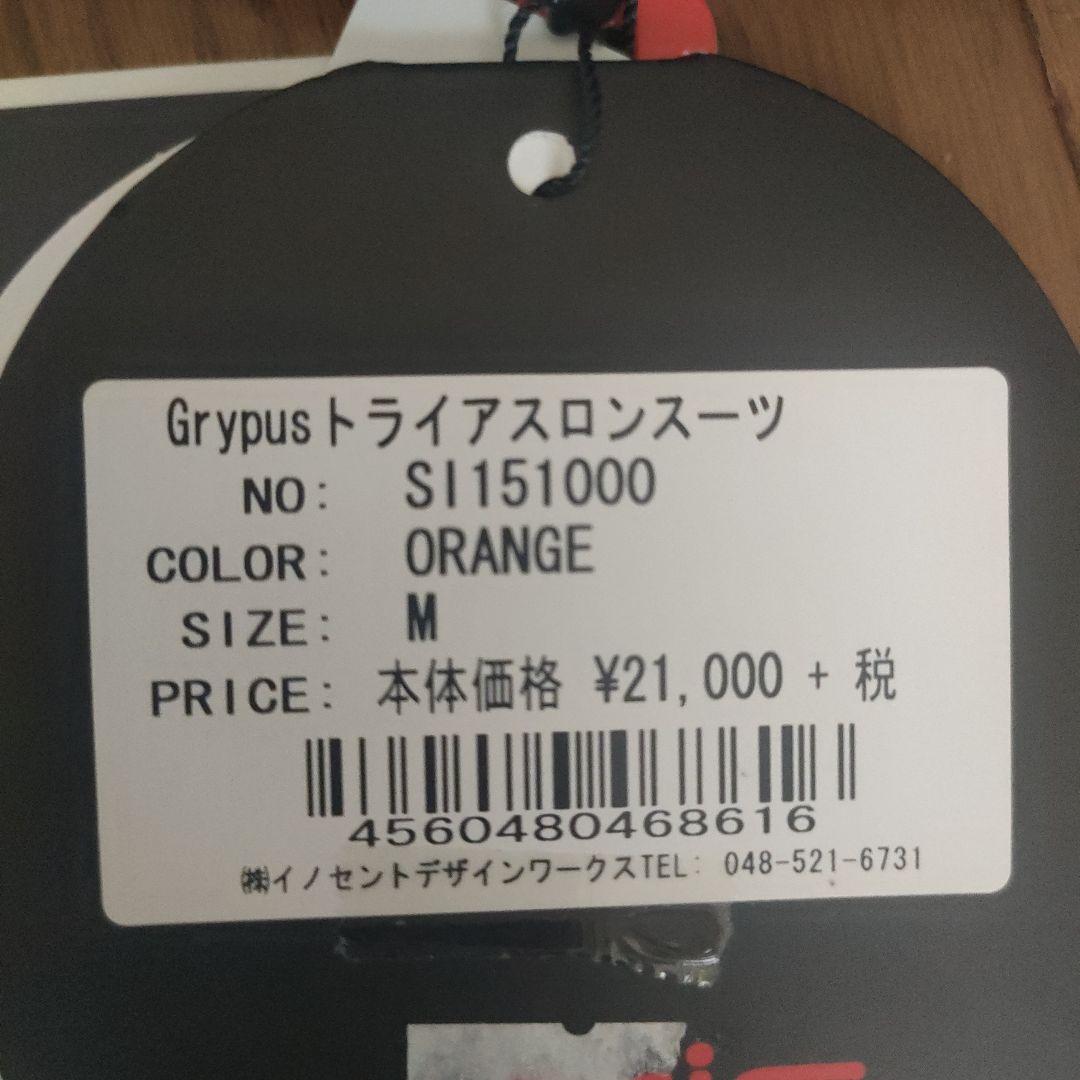 Grypusトライアスロンスーツ
NO: SI151000
COLOR: ORANGE
SIZE: M
PRICE: 本体価格 ¥21,000 + 税
4560480468616
㈱イノセントデザインワークスTEL: 048-521-6731